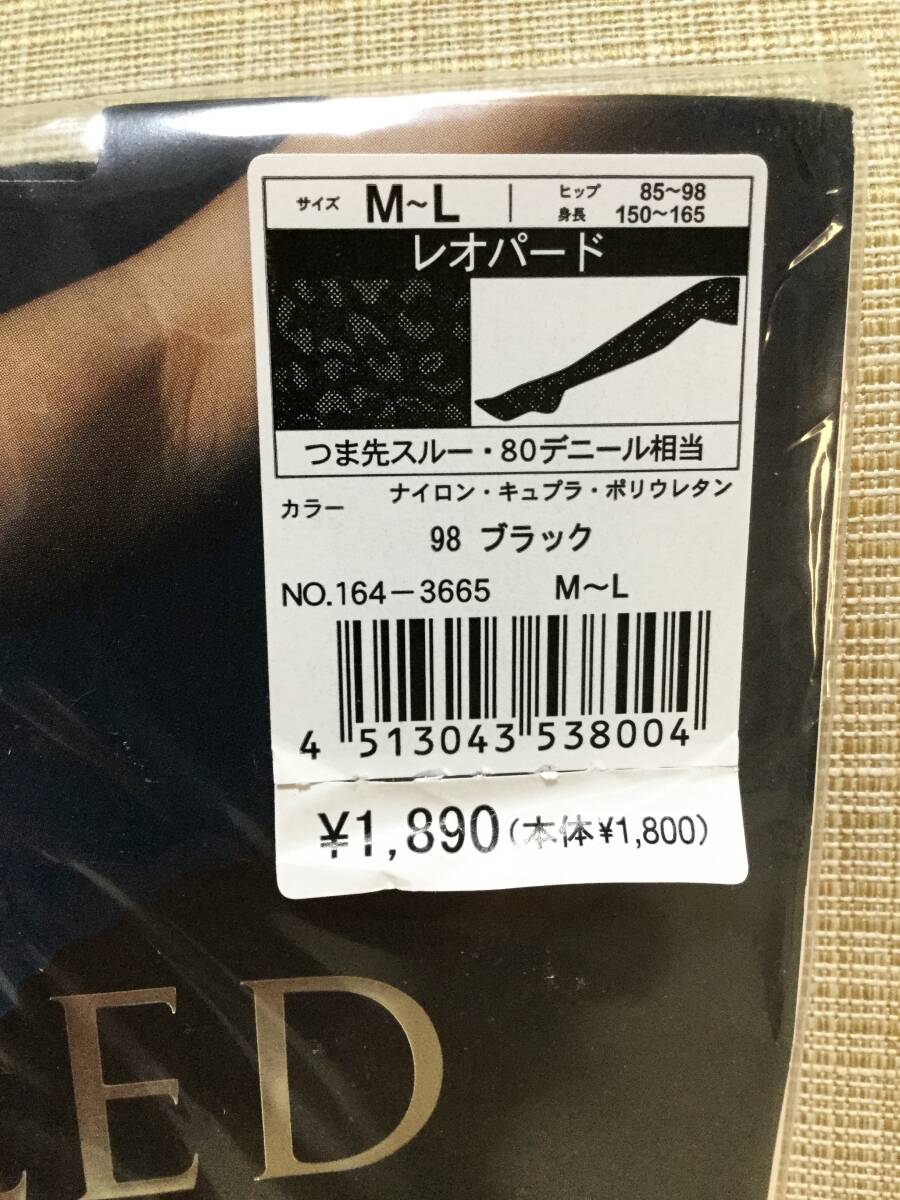 サイズ M～L ヒップ 85～98
身長 150～165
レオパード
つま先スルー・80デニール相当
ナイロン・キュプラ・ポリウレタン
カラー
98 ブラック
NO.164－3665 M～L
4 513043 538004
¥1,890(本体¥1,800)
ED